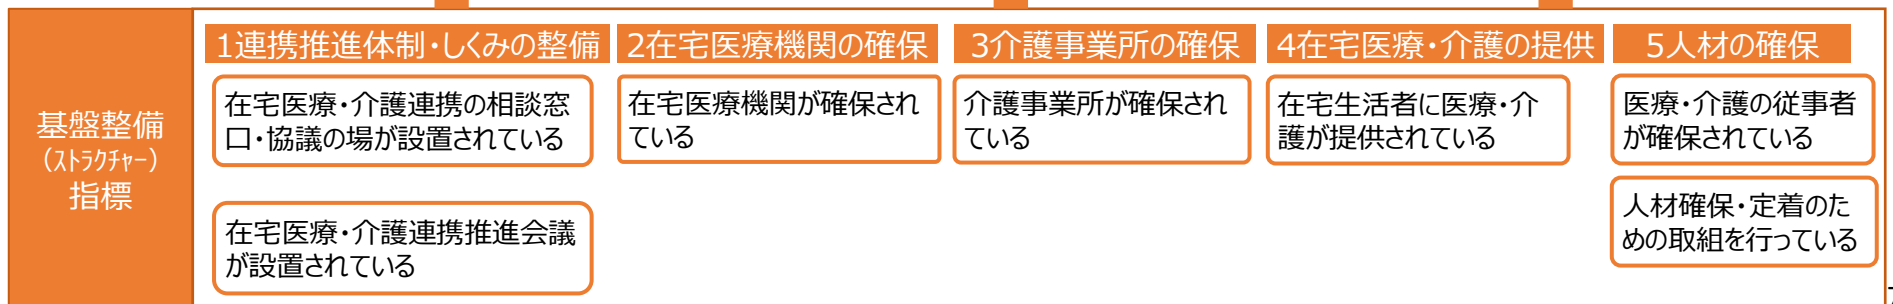 基盤整備
（ストラクチャー）
指標
1連携推進体制・しくみの整備
在宅医療・介護連携の相談窓
口・協議の場が設置されている
在宅医療・介護連携推進会議
が設置されている
2在宅医療機関の確保
在宅医療機関が確保され
ている
3介護事業所の確保
介護事業所が確保され
ている
4在宅医療・介護の提供
在宅生活者に医療・介
護が提供されている
5人材の確保
医療・介護の従事者
が確保されている
人材確保・定着のた
めの取組を行っている